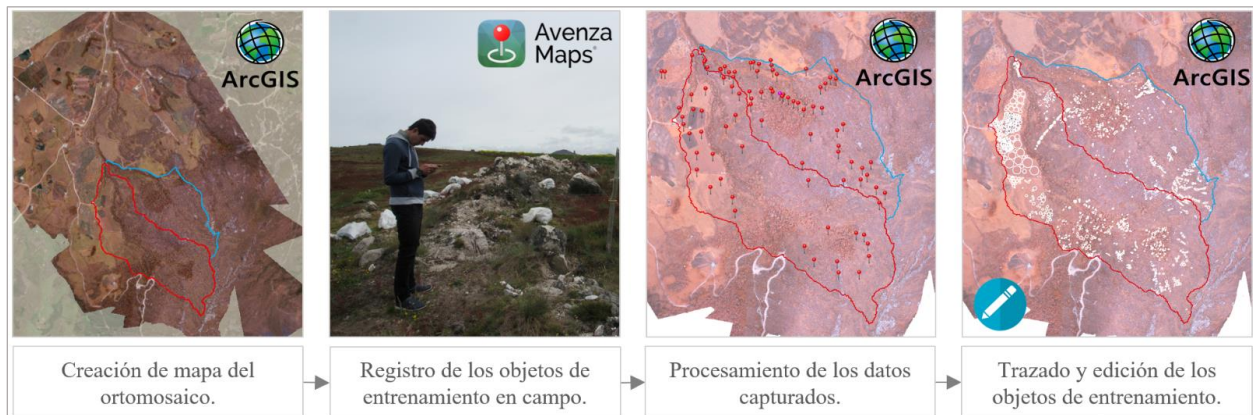 ArcGIS
Avenza
Maps®
ArcGIS
ArcGIS
Creación de mapa del
ortomosaico.
Registro de los objetos de
entrenamiento en campo.
Procesamiento de los datos
capturados.
Trazado y edición de los
objetos de entrenamiento.